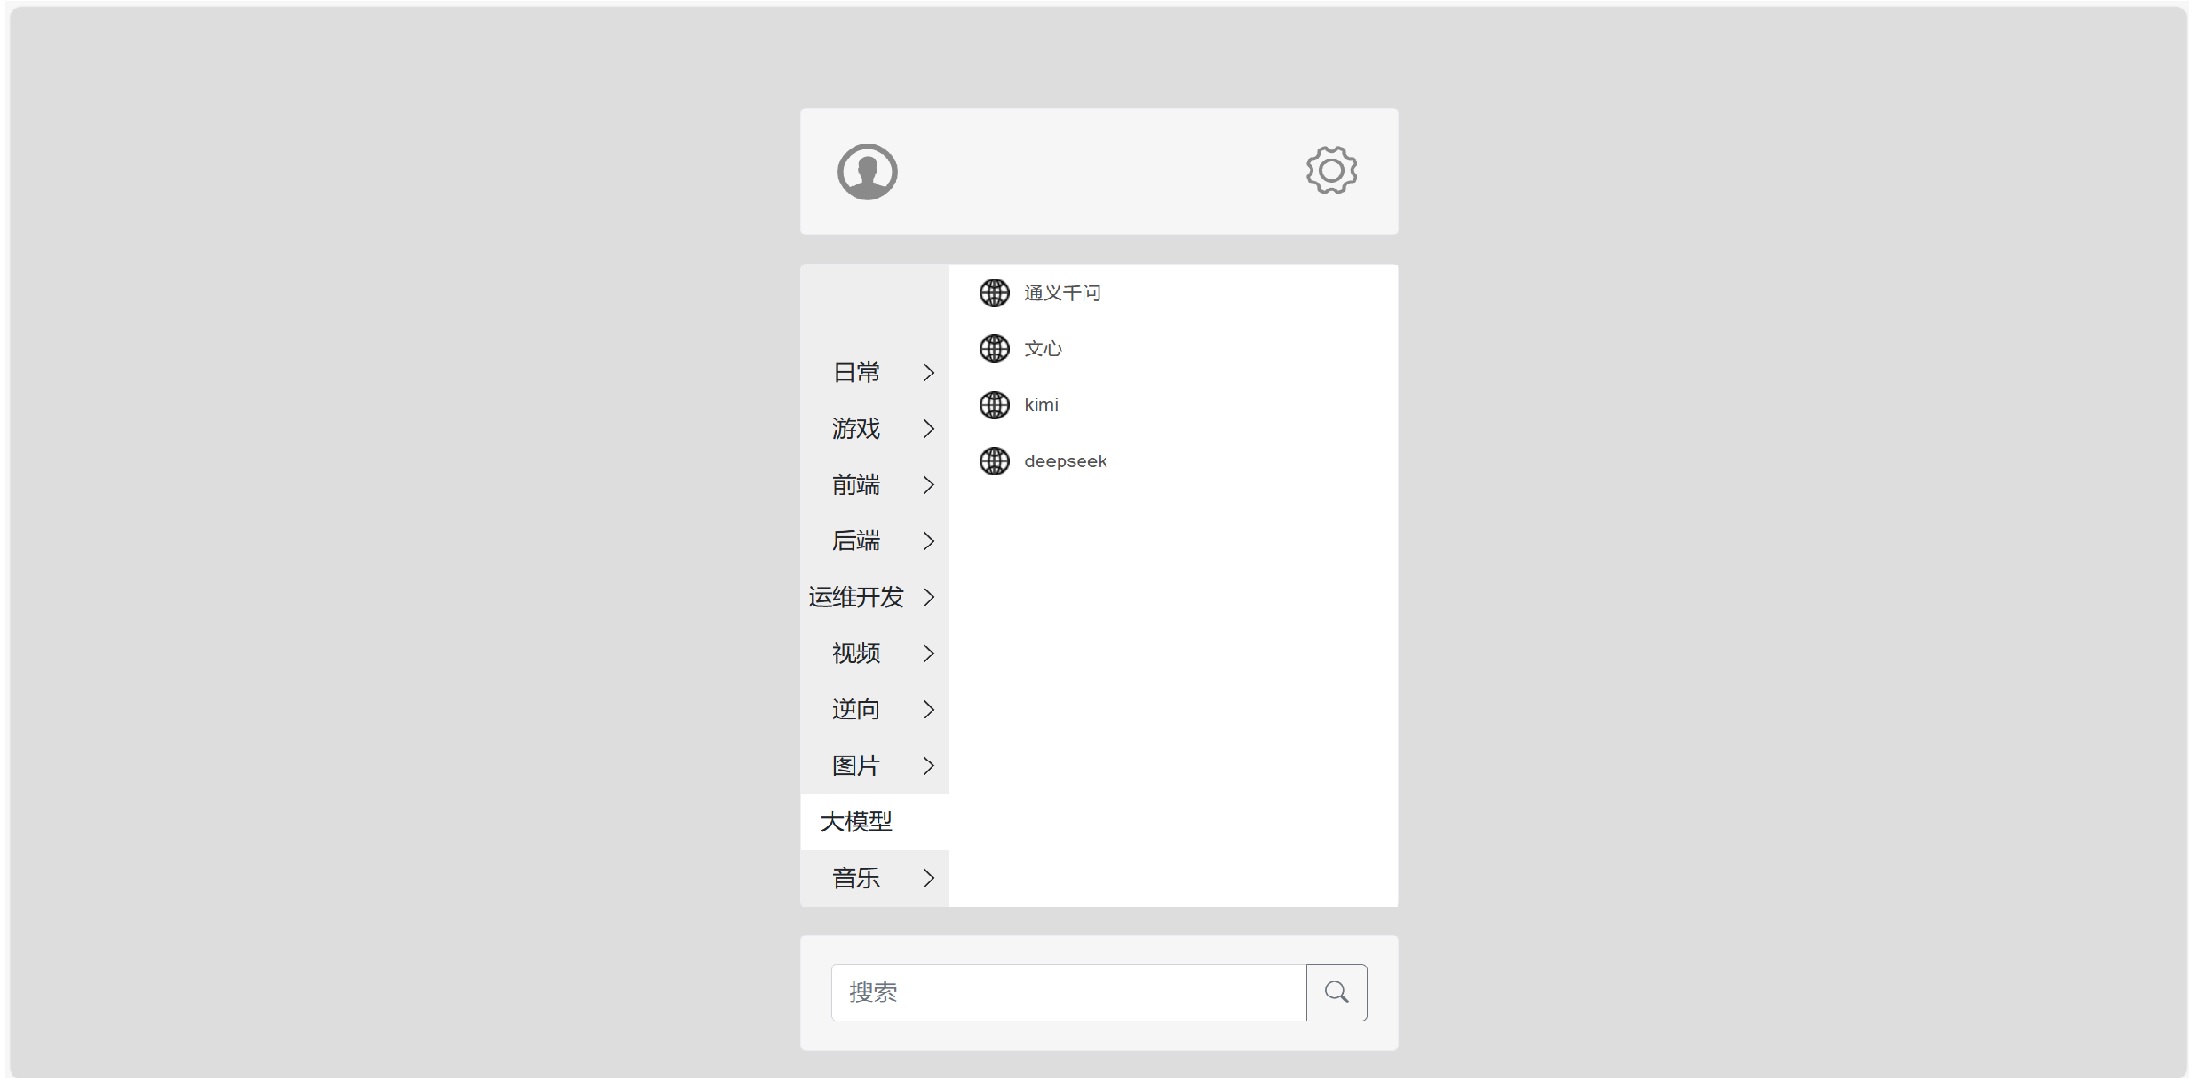 日常
游戏
前端
后端
运维开发
视频
逆向
图片
大模型
音乐
通义千问
文心
kimi
deepseek
搜索